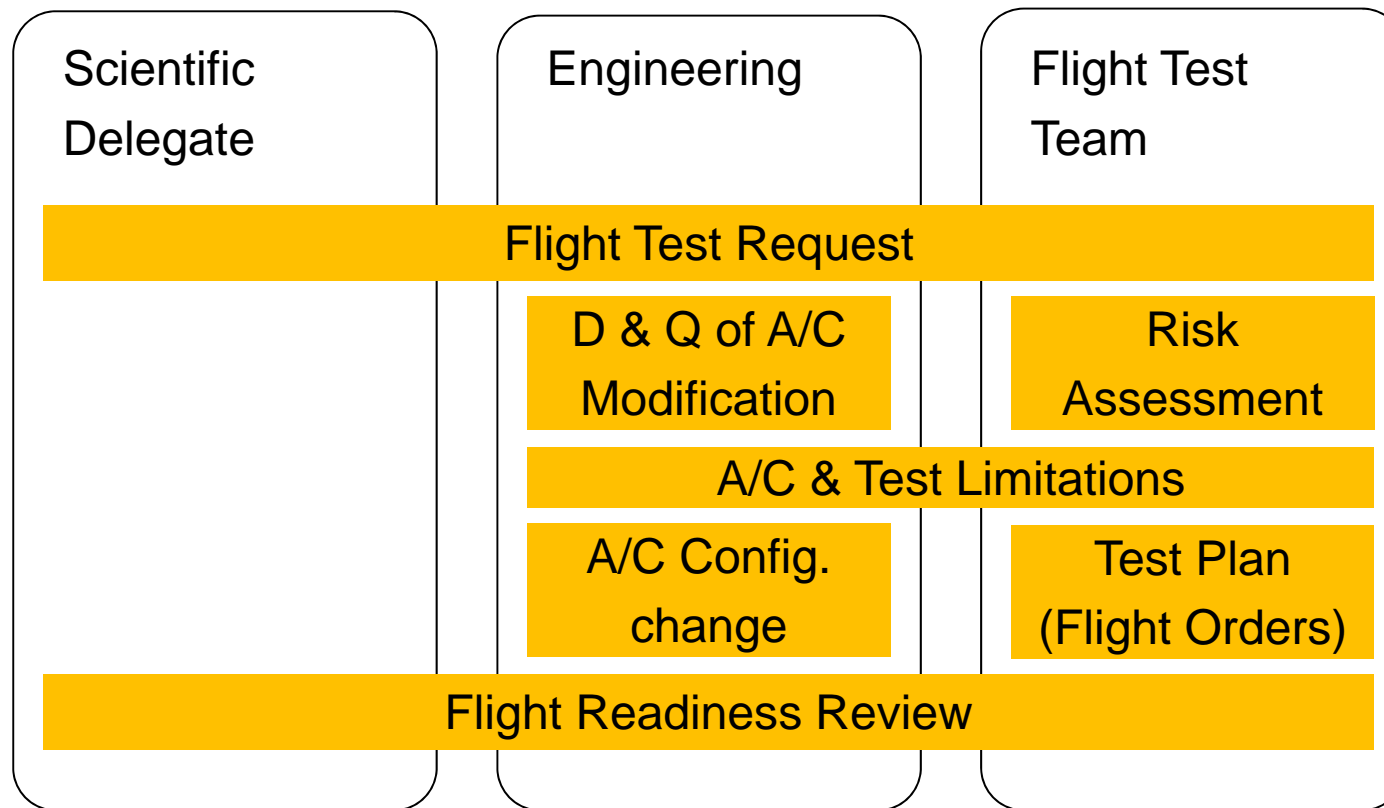 Scientific
Delegate
Engineering
Flight Test
Team
Flight Test Request
D & Q of A/C
Modification
Risk
Assessment
A/C & Test Limitations
A/C Config.
change
Test Plan
(Flight Orders)
Flight Readiness Review